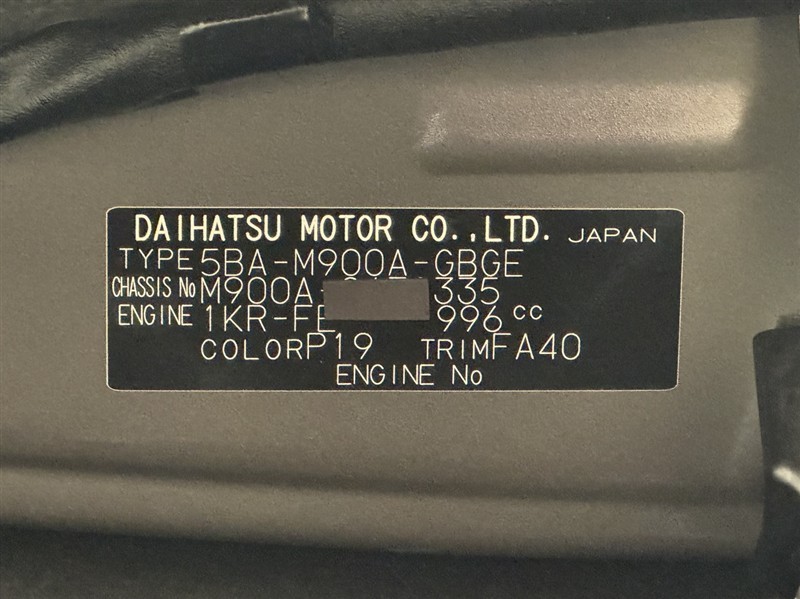 DAIHATSU MOTOR CO.,LTD. JAPAN
TYPE 5BA-M900A-GBGE
CHASSIS No M900A- 335
ENGINE 1KR-FE 996 cc
COLOR P19 TRIM FA40
ENGINE No